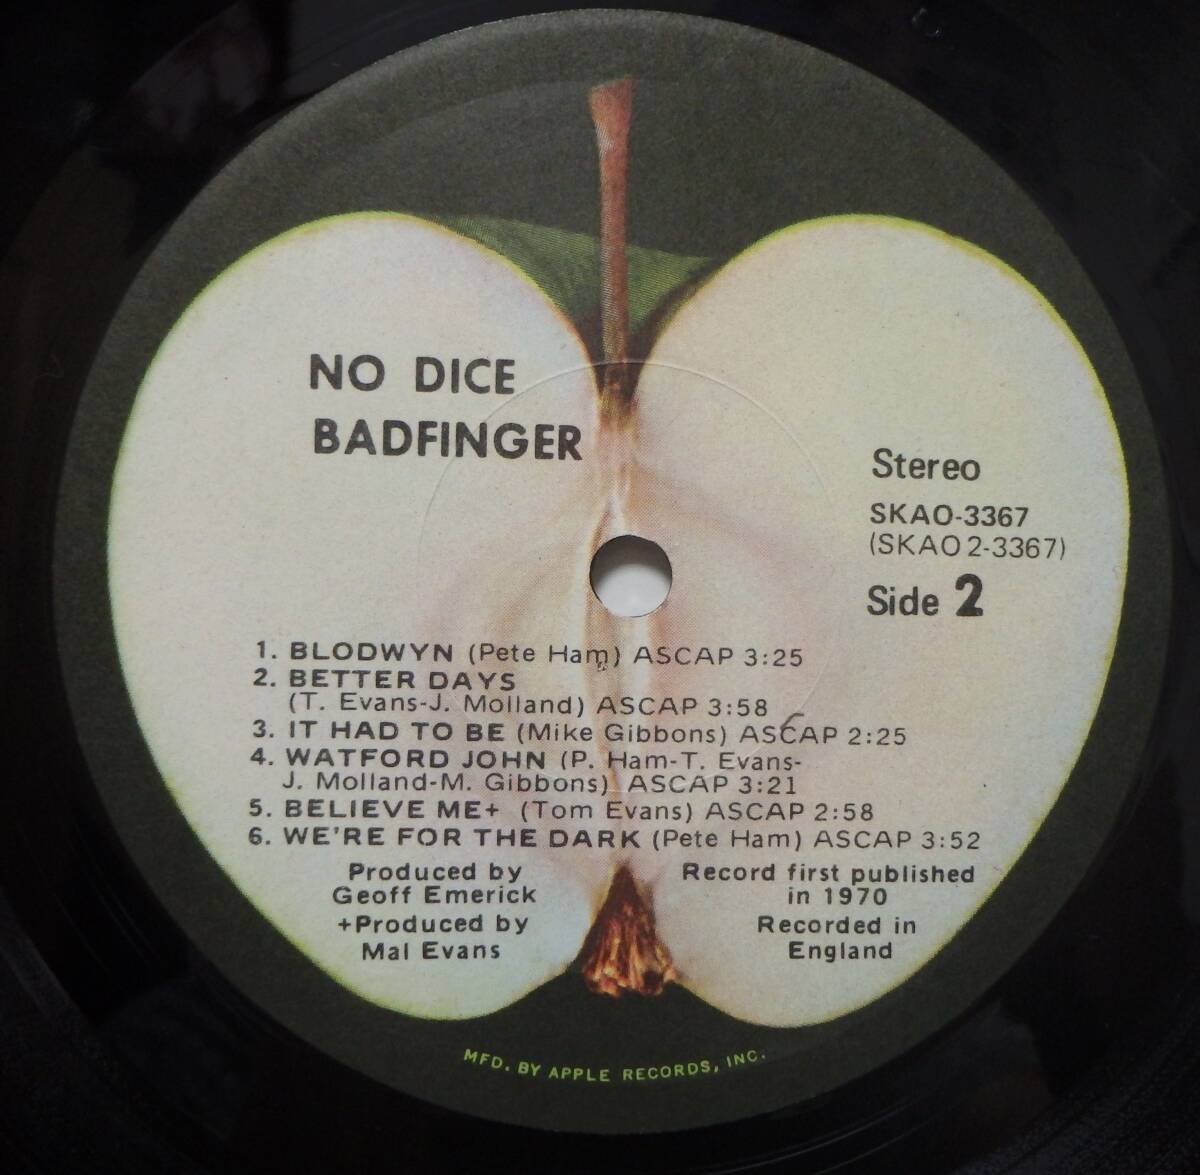 NO DICE
BADFINGER
Stereo
SKAO-3367
(SKAO 2-3367)
Side 2
1. BLODWYN (Pete Ham) ASCAP 3:25
2. BETTER DAYS
(T. Evans-J. Molland) ASCAP 3:58
3. IT HAD TO BE (Mike Gibbons) ASCAP 2:25
4. WATFORD JOHN (P. Ham-T. Evans-
J. Molland-M. Gibbons) ASCAP 3:21
5. BELIEVE ME+ (Tom Evans) ASCAP 2:58
6. WE'RE FOR THE DARK (Pete Ham) ASCAP 3:52
Produced by
Geoff Emerick
+Produced by
Mal Evans
Record first published
in 1970
Recorded in
England
MFD. BY APPLE RECORDS, INC.